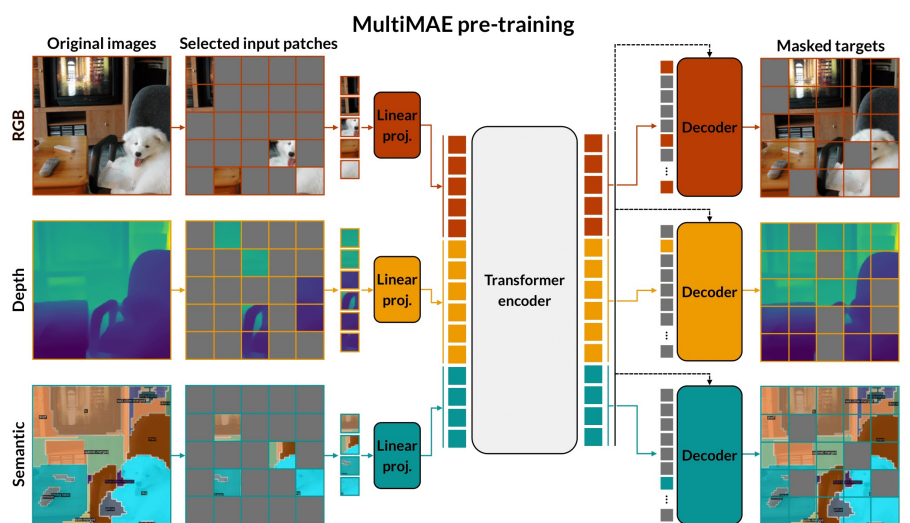 MultiMAE pre-training
Original images
Selected input patches
Masked targets
RGB
Linear
proj.
Decoder
...
Depth
Linear
proj.
Transformer
encoder
Decoder
...
Semantic
Linear
proj.
Decoder
...